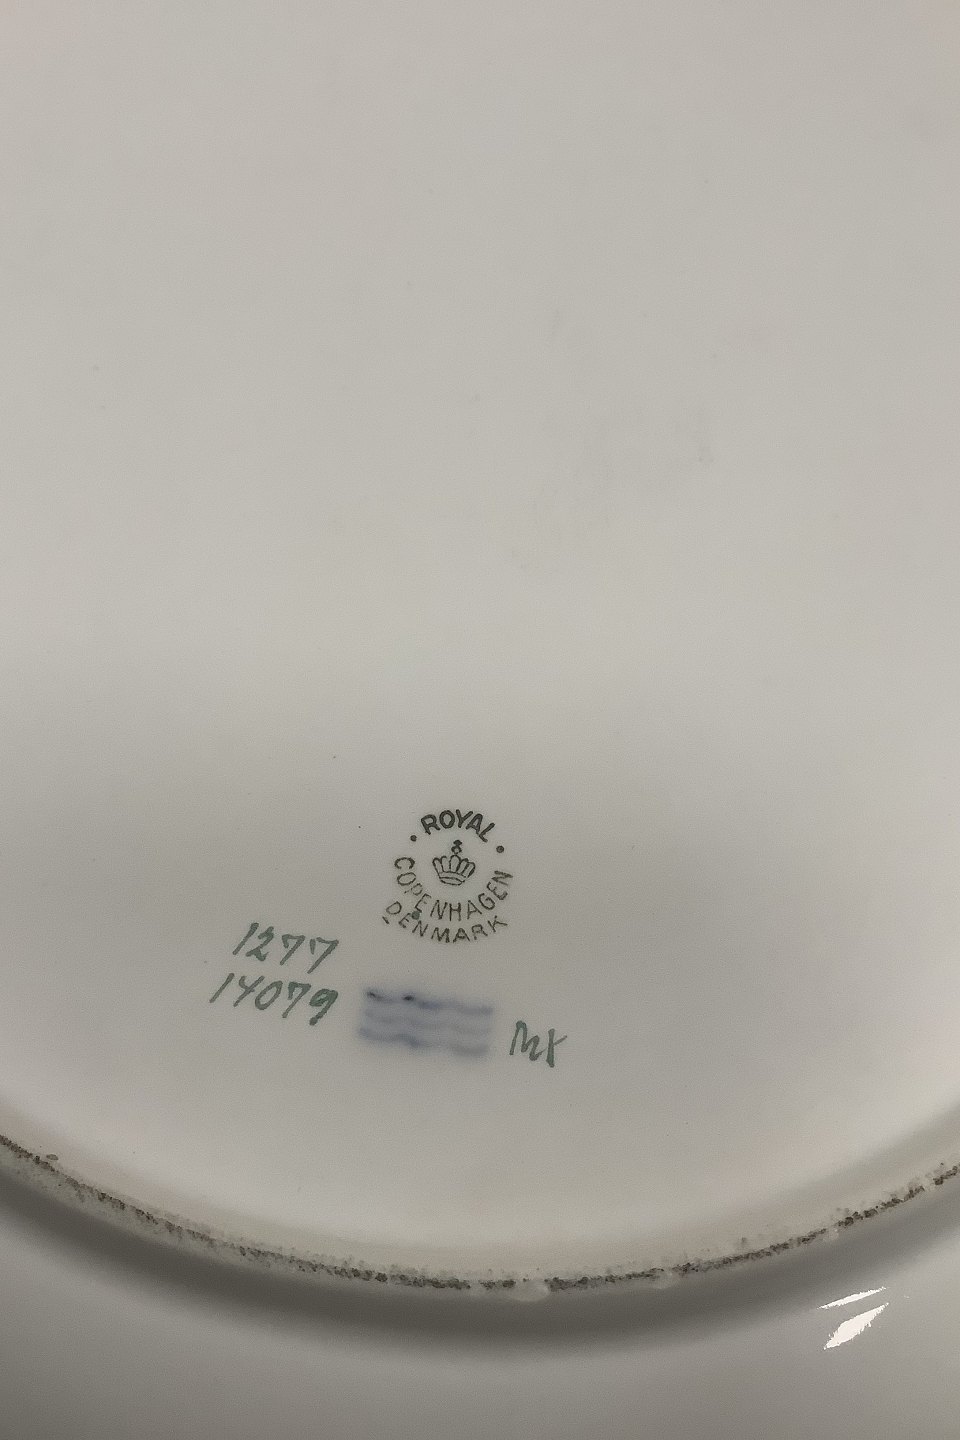 ROYAL
COPENHAGEN
DENMARK
1277
14079